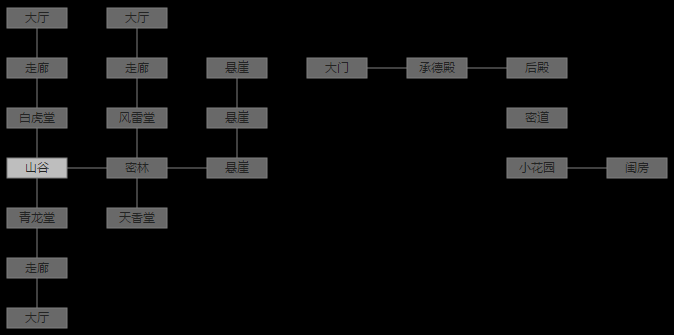 大厅 大厅
走廊 走廊 悬崖 大门 承德殿 后殿
白虎堂 风雷堂 悬崖 密道
山谷 密林 悬崖 小花园 闺房
青龙堂 天香堂
走廊
大厅